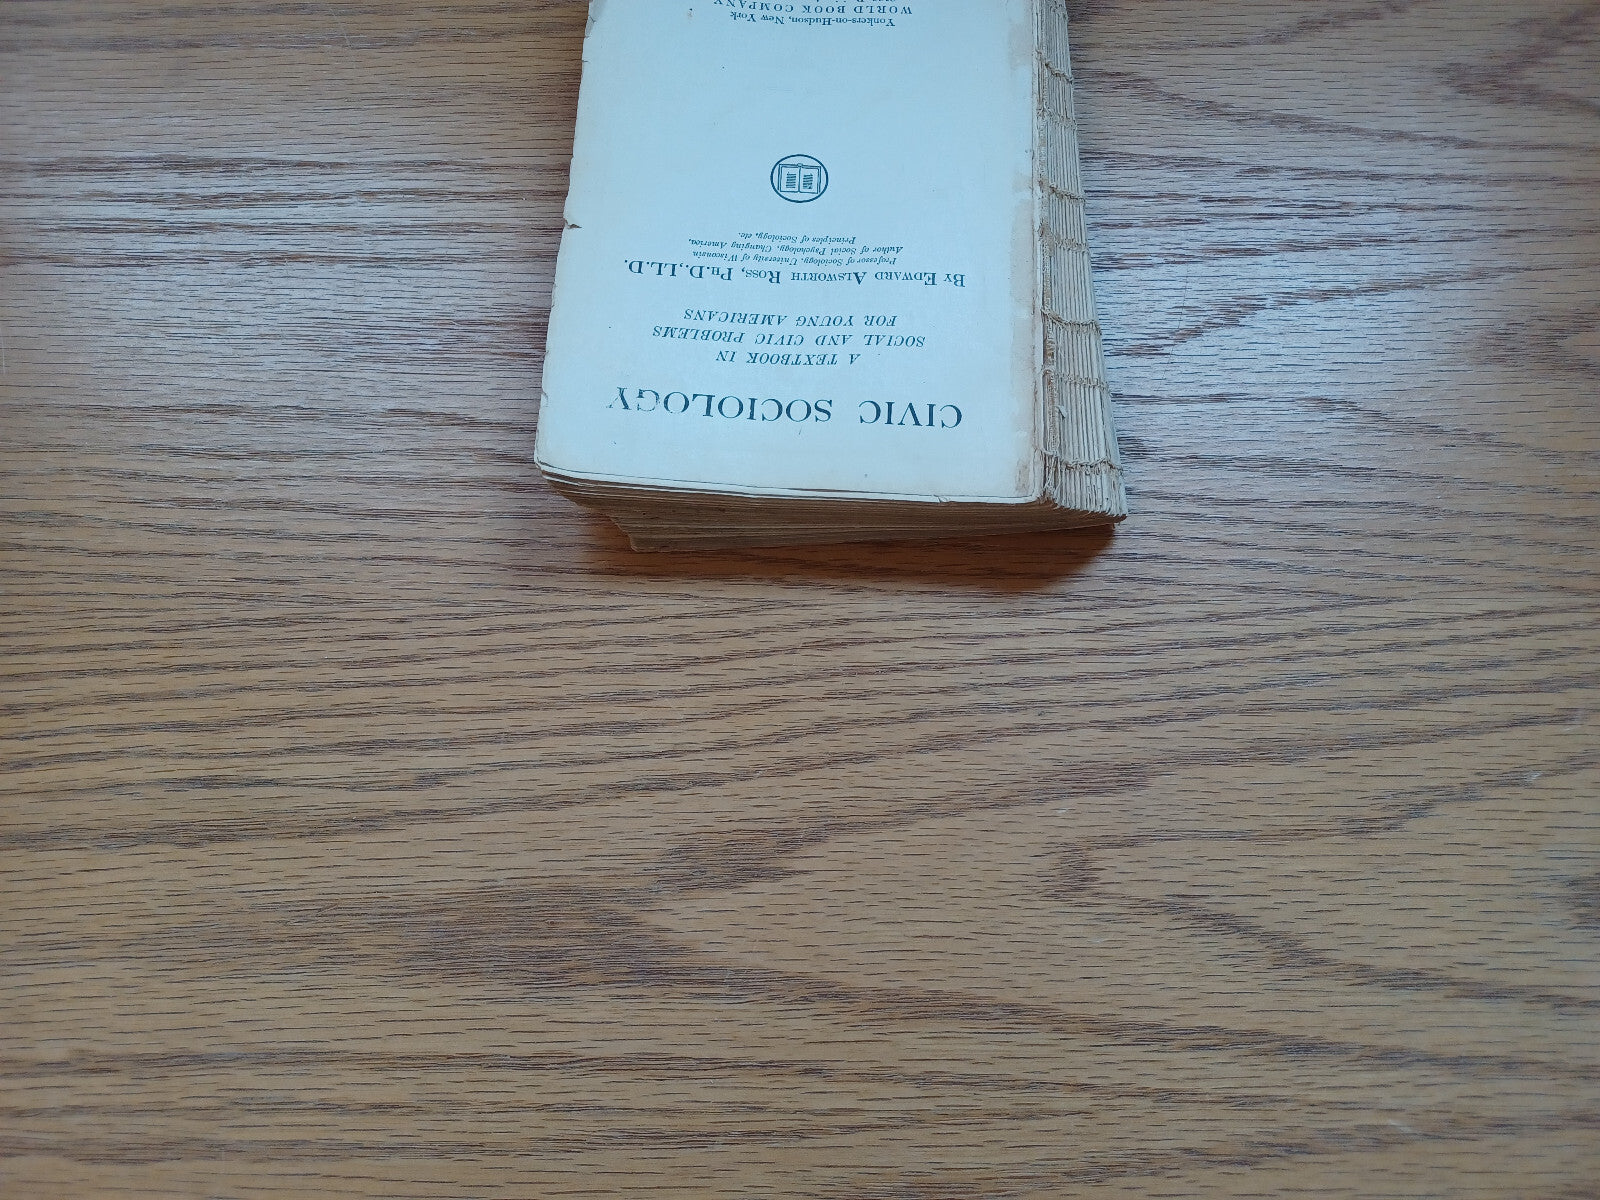 CIVIC SOCIOLOGY
A TEXTBOOK IN
SOCIAL AND CIVIC PROBLEMS
FOR YOUNG AMERICANS
BY EDWARD ALSWORTH ROSS, PH.D., LL.D.
Professor of Sociology, University of Wisconsin.
Author of Social Psychology, Changing America,
Principles of Sociology, etc.
Yonkers-on-Hudson, New York
WORLD BOOK COMPANY